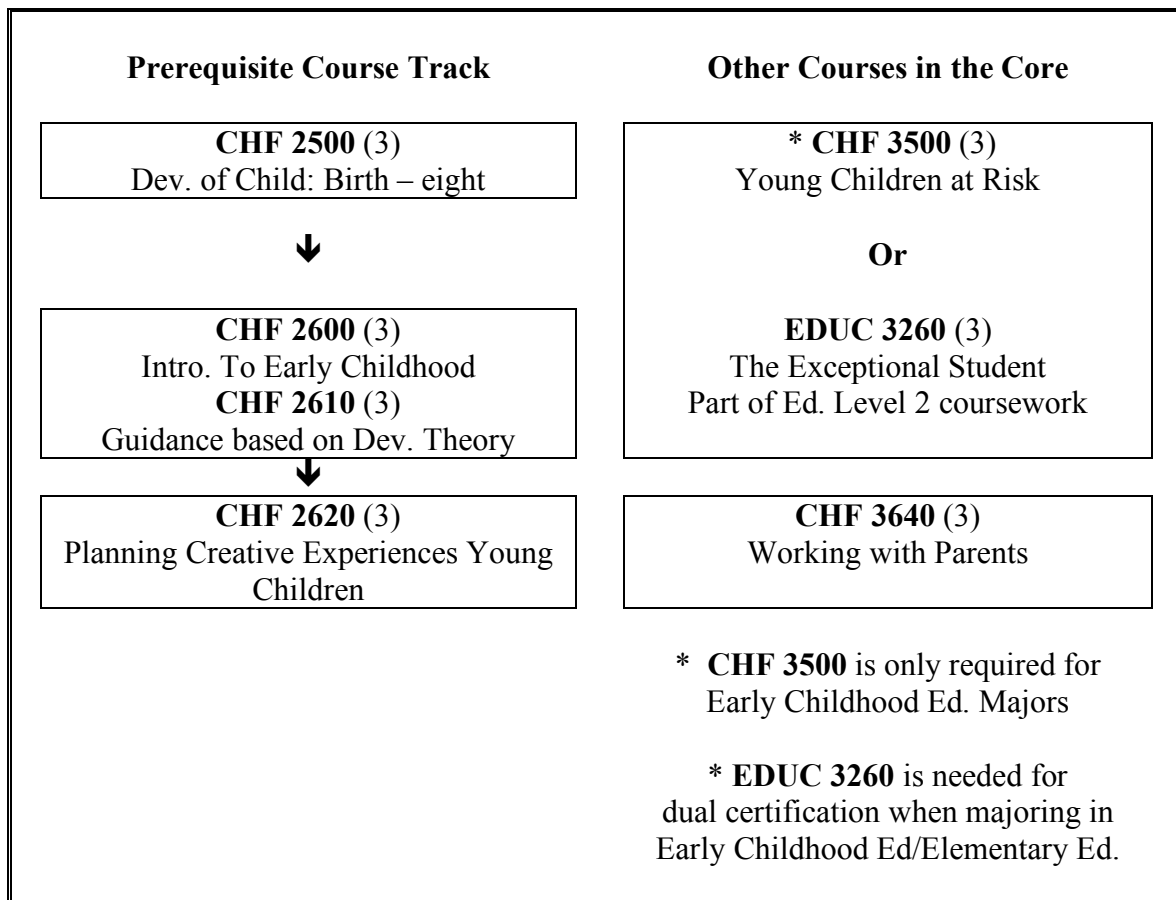 Prerequisite Course Track
CHF 2500 (3)
Dev. of Child: Birth – eight
CHF 2600 (3)
Intro. To Early Childhood
CHF 2610 (3)
Guidance based on Dev. Theory
CHF 2620 (3)
Planning Creative Experiences Young
Children
Other Courses in the Core
* CHF 3500 (3)
Young Children at Risk
Or
EDUC 3260 (3)
The Exceptional Student
Part of Ed. Level 2 coursework
CHF 3640 (3)
Working with Parents
* CHF 3500 is only required for
Early Childhood Ed. Majors
* EDUC 3260 is needed for
dual certification when majoring in
Early Childhood Ed/Elementary Ed.